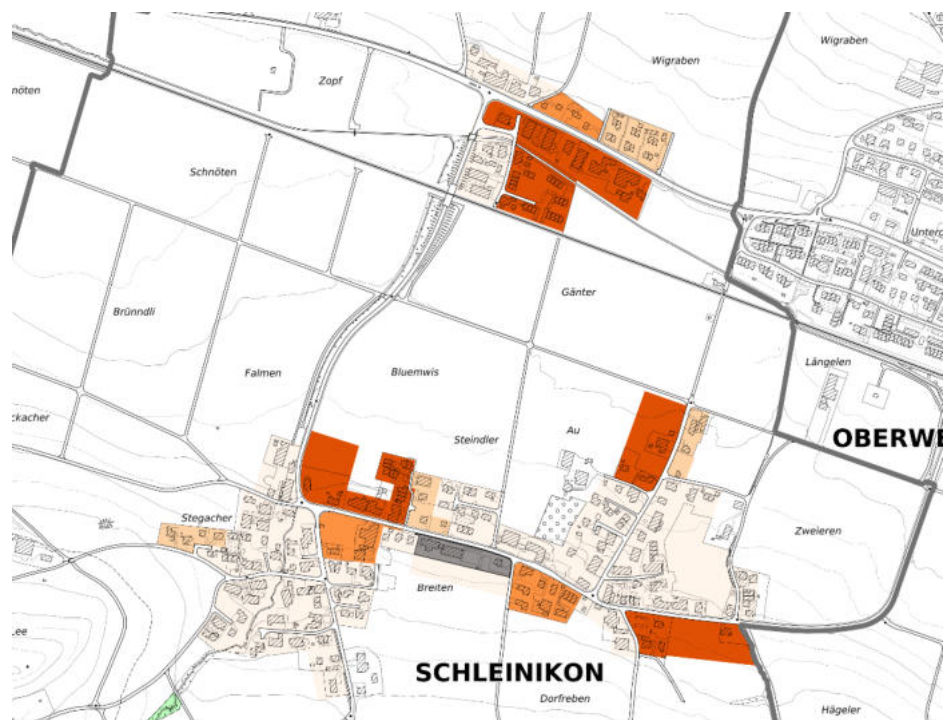 Wigraben
Wigraben
Zopf
nöten
Schnöten
Unterd
Gänter
Brünndli
Längelen
Falmen
Bluemwis
ckacher
Steindler
Au
OBERWE
Stegacher
Zweieren
Breiten
Lee
SCHLEINIKON
Dorfreben
Hägeler